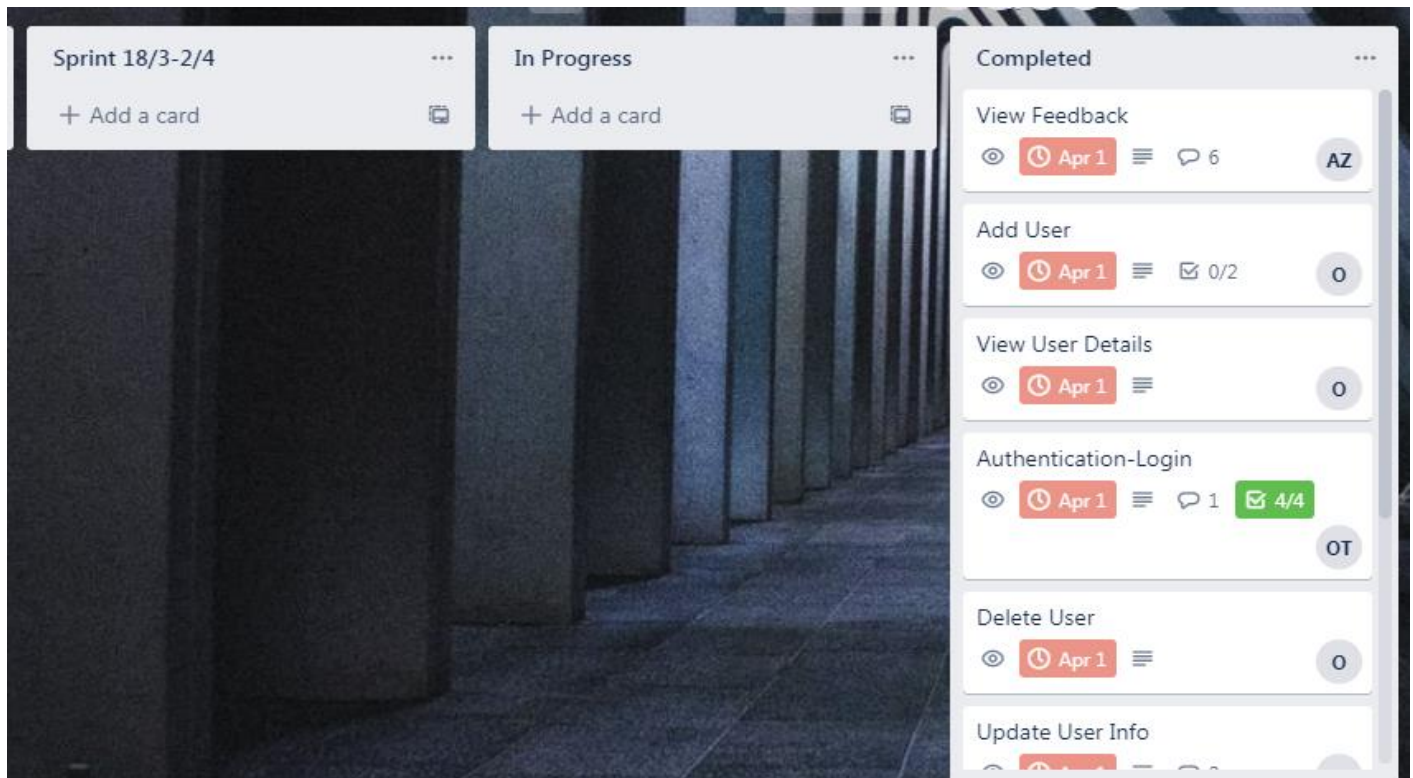 Sprint 18/3-2/4
Add a card
In Progress
Add a card
Completed
View Feedback
Apr 1
6
AZ
Add User
Apr 1
0/2
O
View User Details
Apr 1
O
Authentication-Login
Apr 1
1
4/4
OT
Delete User
Apr 1
O
Update User Info